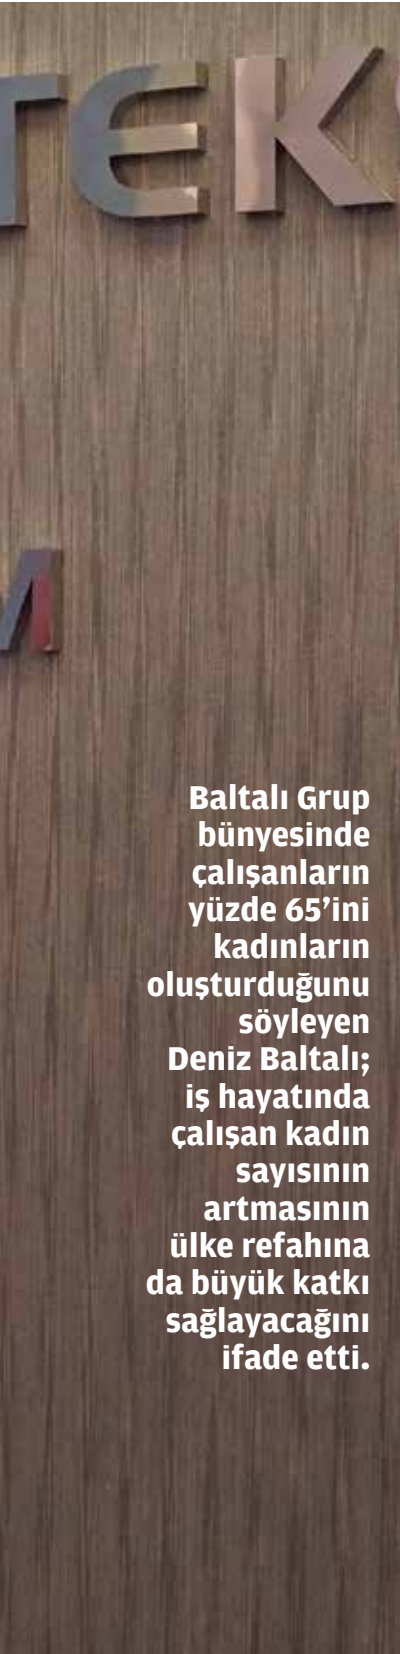 TEK
M
Baltalı Grup
bünyesinde
çalışanların
yüzde 65’ini
kadınların
oluşturduğunu
söyleyen
Deniz Baltalı;
iş hayatında
çalışan kadın
sayısının
artmasının
ülke refahına
da büyük katkı
sağlayacağını
ifade etti.